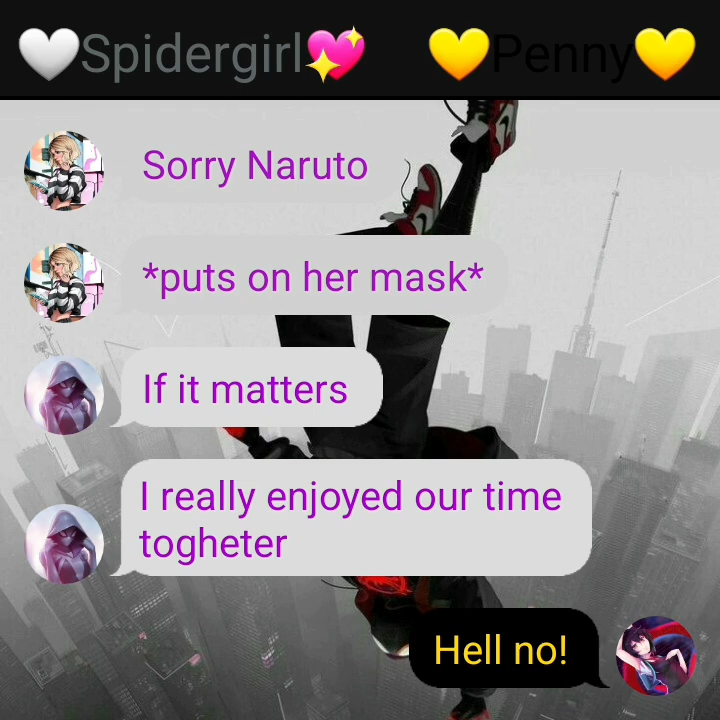 🤍Spidergirl💖 💛Penny💛
Sorry Naruto
*puts on her mask*
If it matters
I really enjoyed our time
togheter
Hell no!